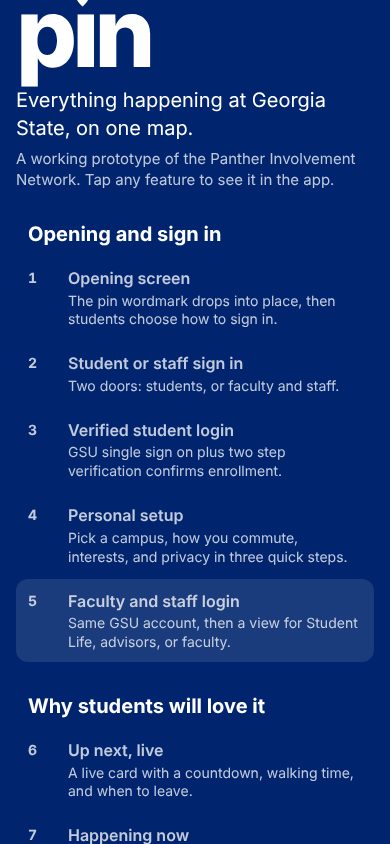 pin
Everything happening at Georgia
State, on one map.
A working prototype of the Panther Involvement
Network. Tap any feature to see it in the app.
Opening and sign in
1 Opening screen
The pin wordmark drops into place, then
students choose how to sign in.
2 Student or staff sign in
Two doors: students, or faculty and staff.
3 Verified student login
GSU single sign on plus two step
verification confirms enrollment.
4 Personal setup
Pick a campus, how you commute,
interests, and privacy in three quick steps.
5 Faculty and staff login
Same GSU account, then a view for Student
Life, advisors, or faculty.
Why students will love it
6 Up next, live
A live card with a countdown, walking time,
and when to leave.
7 Happening now